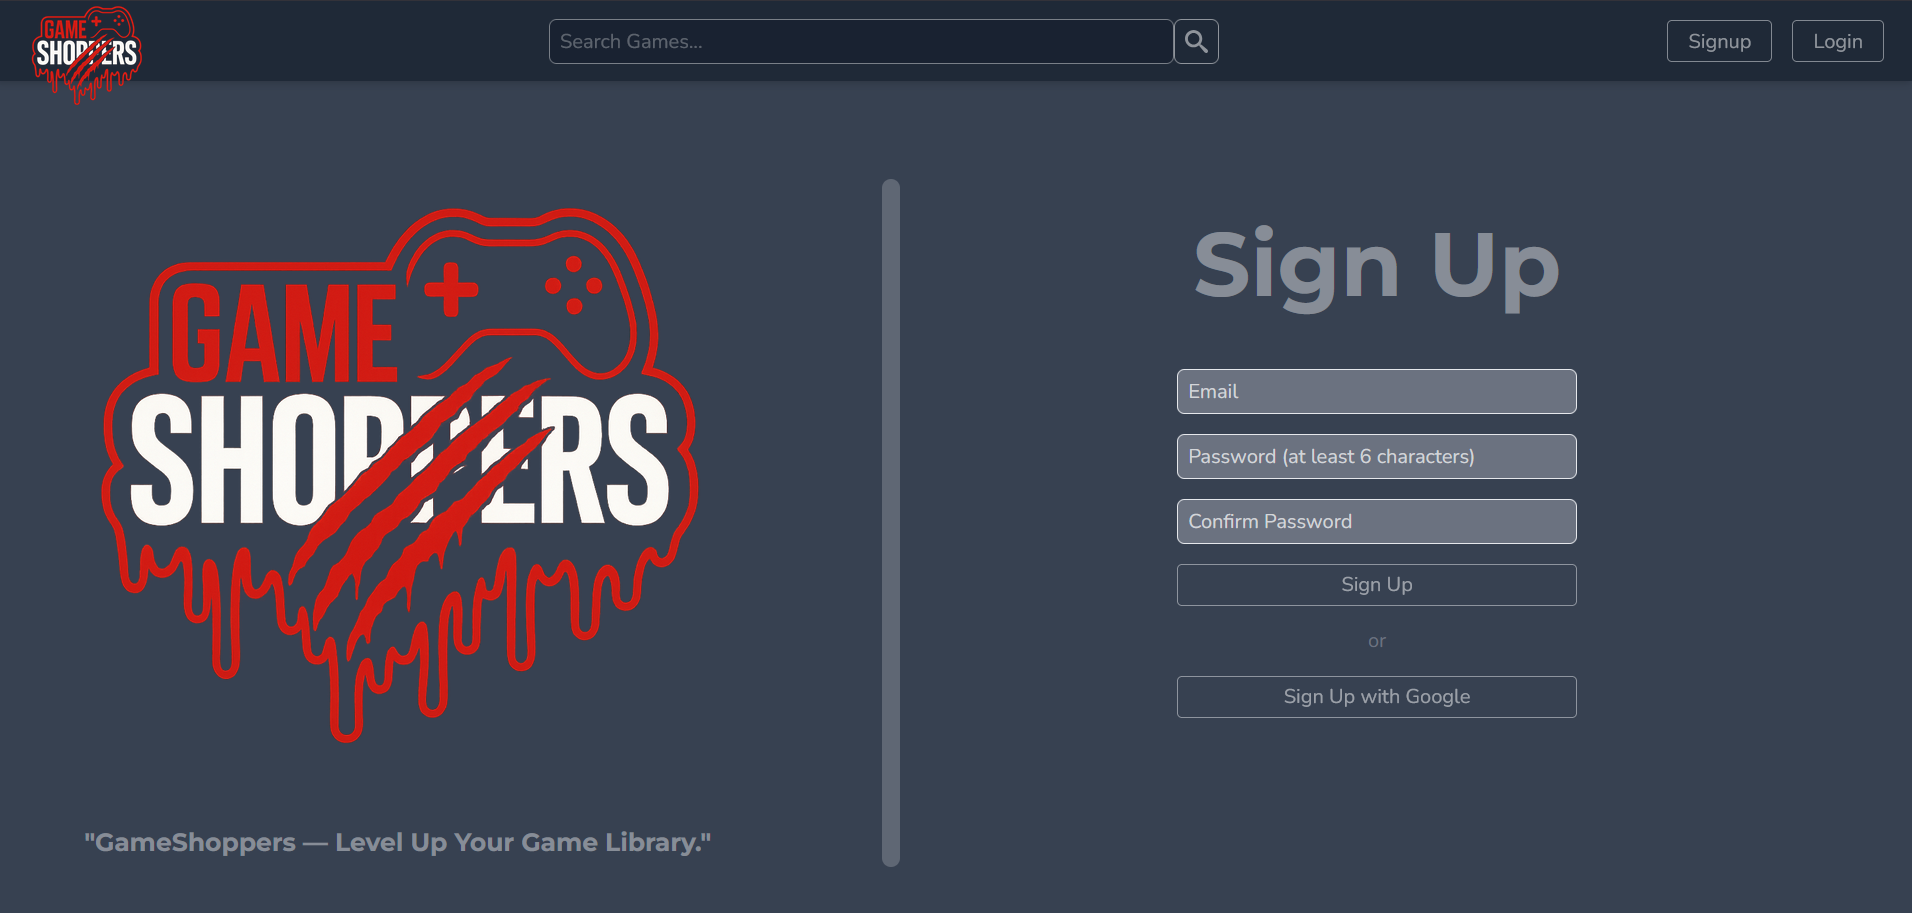 GAME
SHOPPERS
Search Games...
Signup
Login
GAME
SHOPPERS
"GameShoppers — Level Up Your Game Library."
Sign Up
Email
Password (at least 6 characters)
Confirm Password
Sign Up
or
Sign Up with Google